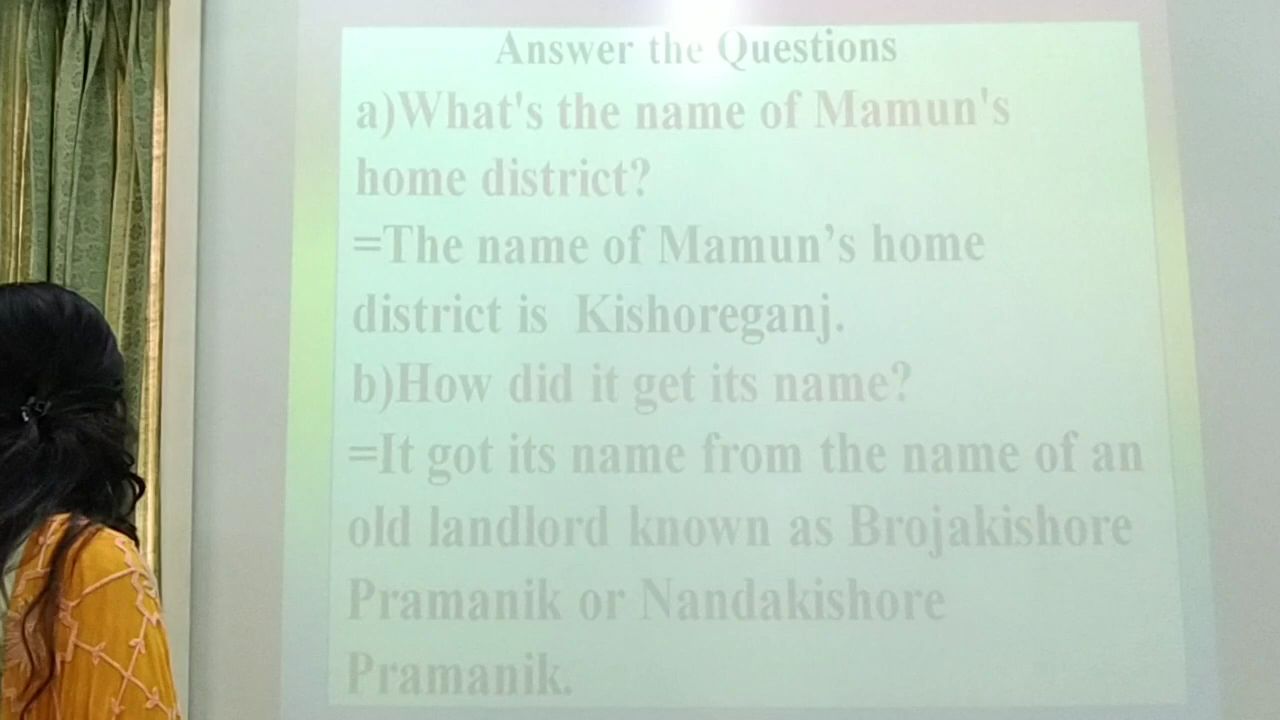 Answer the Questions
a)What's the name of Mamun's
home district?
=The name of Mamun’s home
district is Kishoreganj.
b)How did it get its name?
=It got its name from the name of an
old landlord known as Brojakishore
Pramanik or Nandakishore
Pramanik.